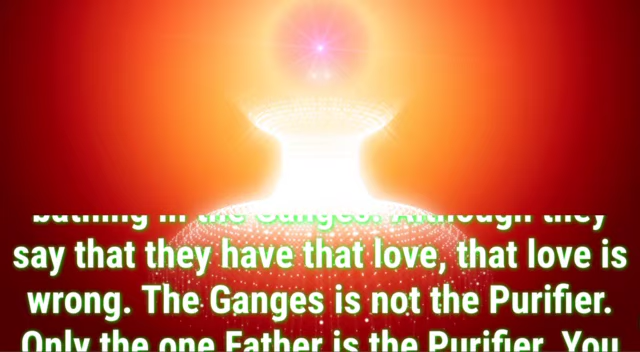 bathing in the Ganges. Although they
say that they have that love, that love is
wrong. The Ganges is not the Purifier.
Only the one Father is the Purifier. You